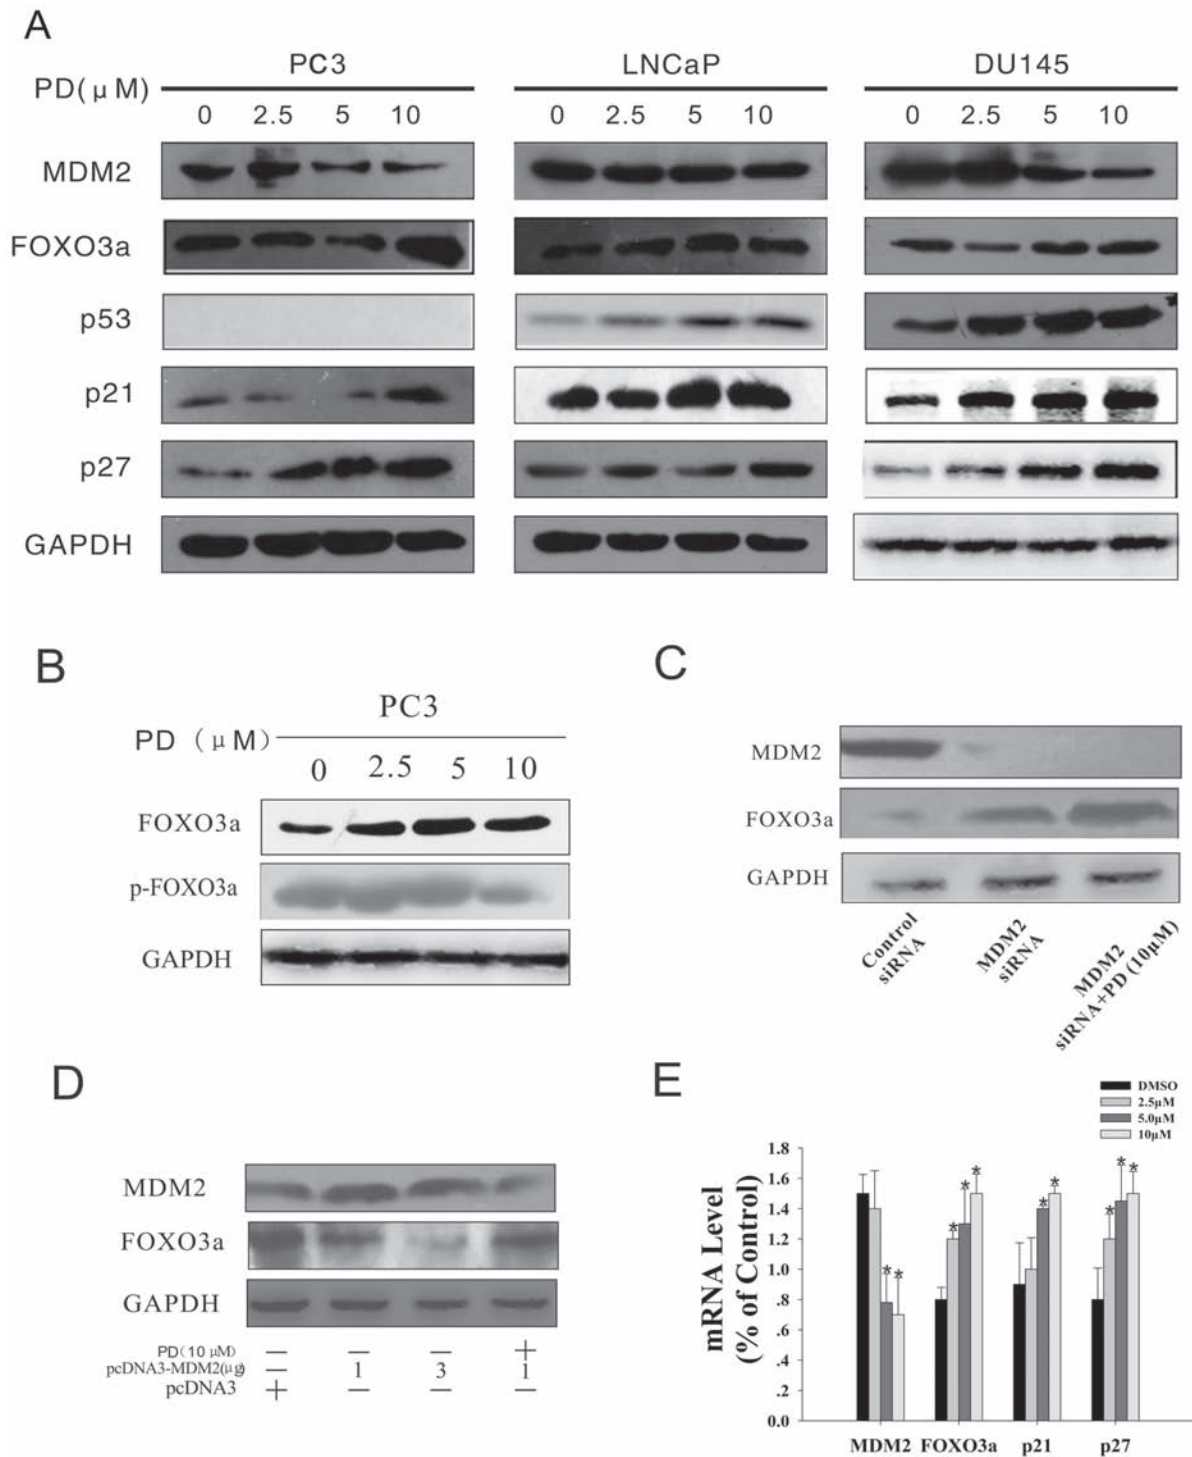 A
PC3 LNCaP DU145
PD(μM)
0 2.5 5 10 0 2.5 5 10 0 2.5 5 10
MDM2
FOXO3a
p53
p21
p27
GAPDH
B
PC3
PD (μM)
0 2.5 5 10
FOXO3a
p-FOXO3a
GAPDH
C
MDM2
FOXO3a
GAPDH
Control siRNA
MDM2 siRNA
MDM2 siRNA+PD (10μM)
D
MDM2
FOXO3a
GAPDH
PD(10 μM) — — — +
pcDNA3-MDM2(μg) — 1 3 1
pcDNA3 + — — —
E
DMSO
2.5μM
5.0μM
10μM
mRNA Level
(% of Control)
1.8
1.6
1.4
1.2
1.0
.8
.6
.4
.2
0.0
* * * * * * * * * *
MDM2 FOXO3a p21 p27